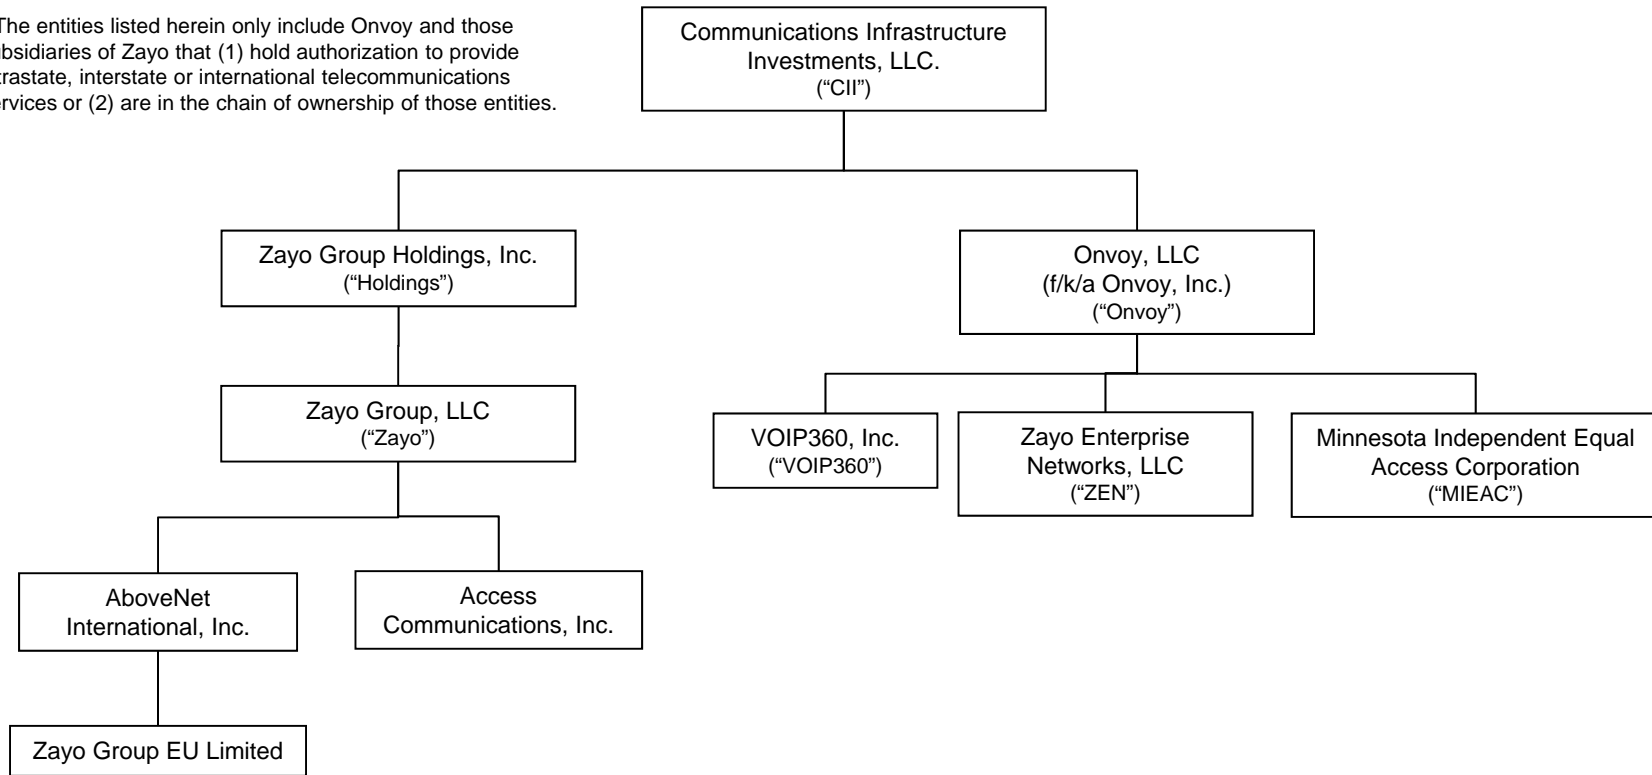 The entities listed herein only include Onvoy and those
bsidiaries of Zayo that (1) hold authorization to provide
trastate, interstate or international telecommunications
ervices or (2) are in the chain of ownership of those entities.
Communications Infrastructure
Investments, LLC.
(“CII”)
Zayo Group Holdings, Inc.
(“Holdings”)
Onvoy, LLC
(f/k/a Onvoy, Inc.)
(“Onvoy”)
Zayo Group, LLC
(“Zayo”)
VOIP360, Inc.
(“VOIP360”)
Zayo Enterprise
Networks, LLC
(“ZEN”)
Minnesota Independent Equal
Access Corporation
(“MIEAC”)
AboveNet
International, Inc.
Access
Communications, Inc.
Zayo Group EU Limited